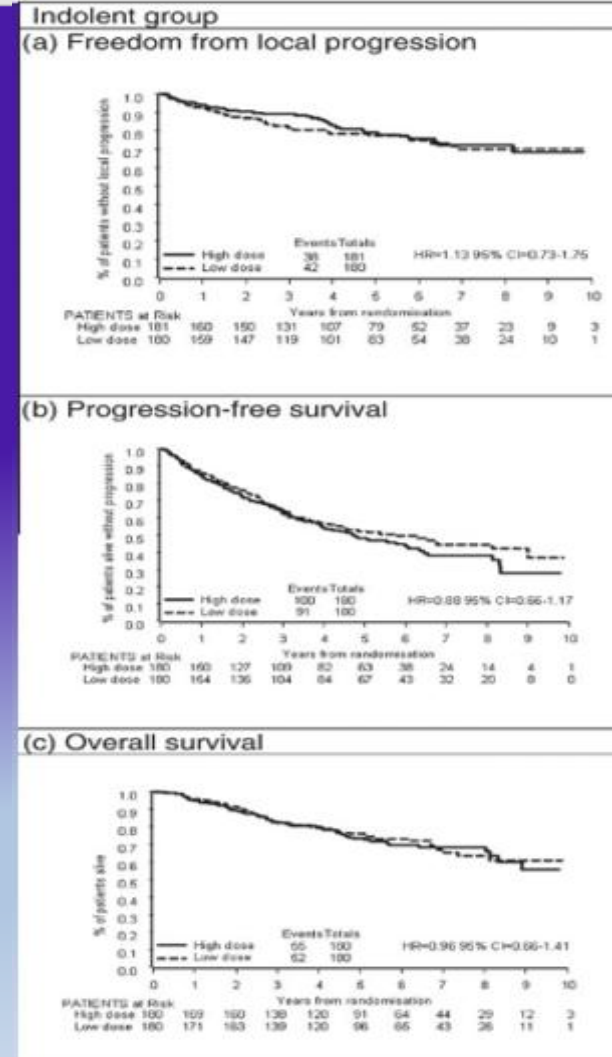 Indolent group
(a) Freedom from local progression
% of patients without local progression
1.0
0.9
0.8
0.7
0.6
0.5
0.4
0.3
0.2
0.1
0.0
Events Totals
High dose 38 181
Low dose 42 180
HR=1.13 95% CI=0.73-1.75
0 1 2 3 4 5 6 7 8 9 10
Years from randomisation
PATIENTS at Risk
High dose 181 160 150 131 107 79 52 37 23 9 3
Low dose 180 159 147 119 101 83 54 38 24 10 1
(b) Progression-free survival
% of patients alive without progression
1.0
0.9
0.8
0.7
0.6
0.5
0.4
0.3
0.2
0.1
0.0
Events Totals
High dose 100 180
Low dose 91 180
HR=0.88 95% CI=0.66-1.17
0 1 2 3 4 5 6 7 8 9 10
Years from randomisation
PATIENTS at Risk
High dose 180 160 127 109 82 63 38 24 14 4 1
Low dose 180 164 136 104 84 67 43 32 20 8 0
(c) Overall survival
% of patients alive
1.0
0.9
0.8
0.7
0.6
0.5
0.4
0.3
0.2
0.1
0.0
Events Totals
High dose 65 180
Low dose 62 180
HR=0.96 95% CI=0.66-1.41
0 1 2 3 4 5 6 7 8 9 10
Years from randomisation
PATIENTS at Risk
High dose 180 169 160 138 120 91 64 44 29 12 3
Low dose 180 171 163 139 120 96 65 43 26 11 1